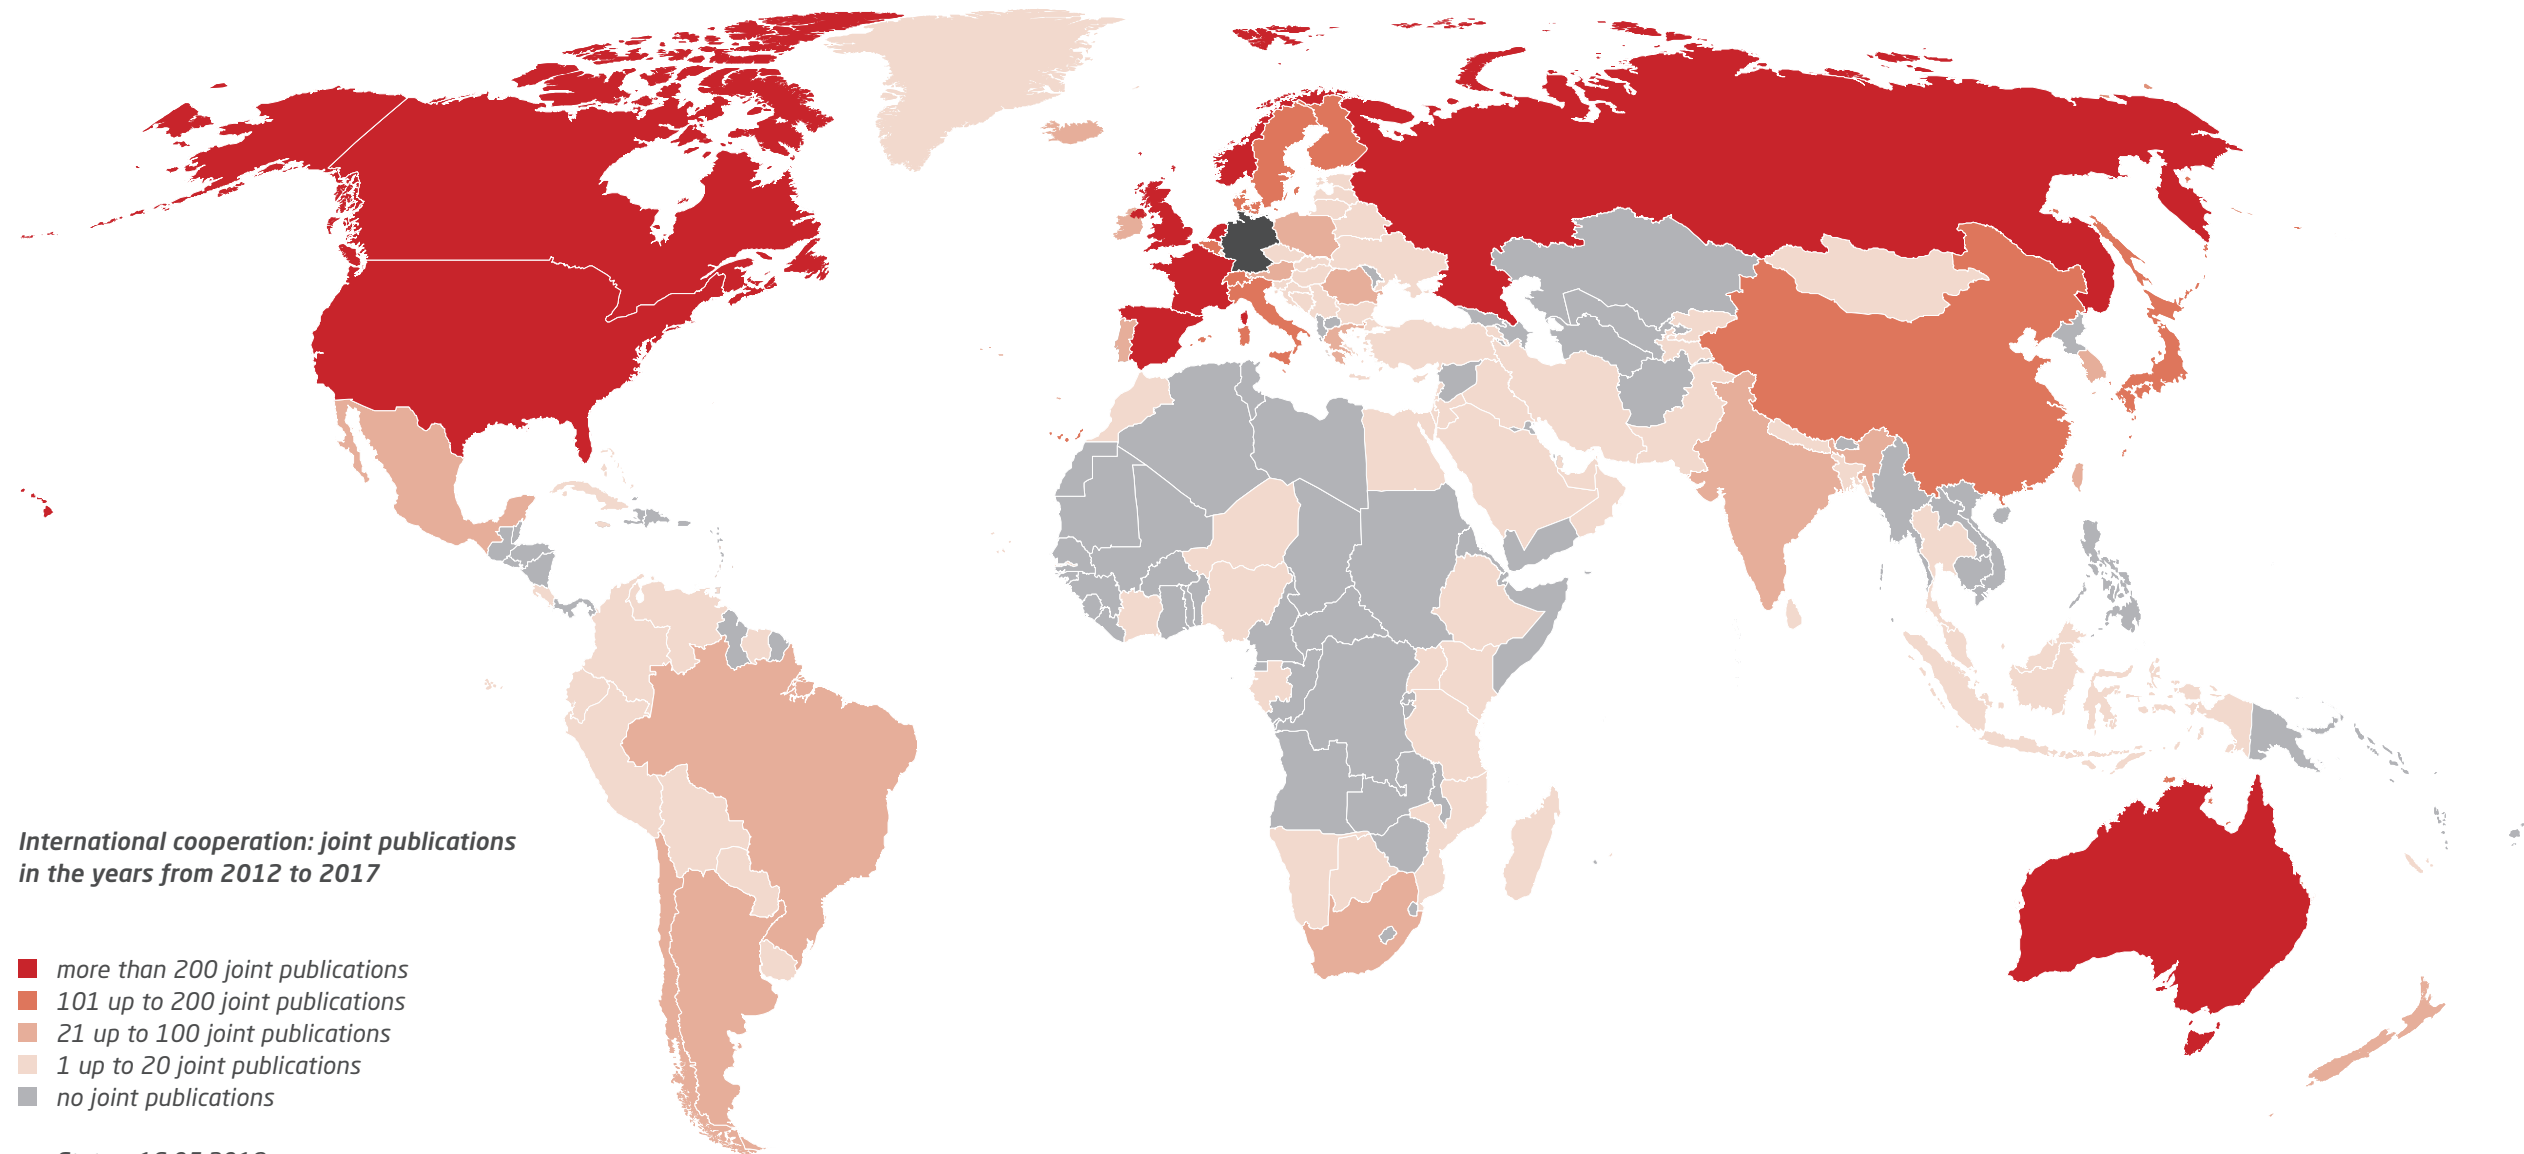 International cooperation: joint publications
in the years from 2012 to 2017
more than 200 joint publications
101 up to 200 joint publications
21 up to 100 joint publications
1 up to 20 joint publications
no joint publications